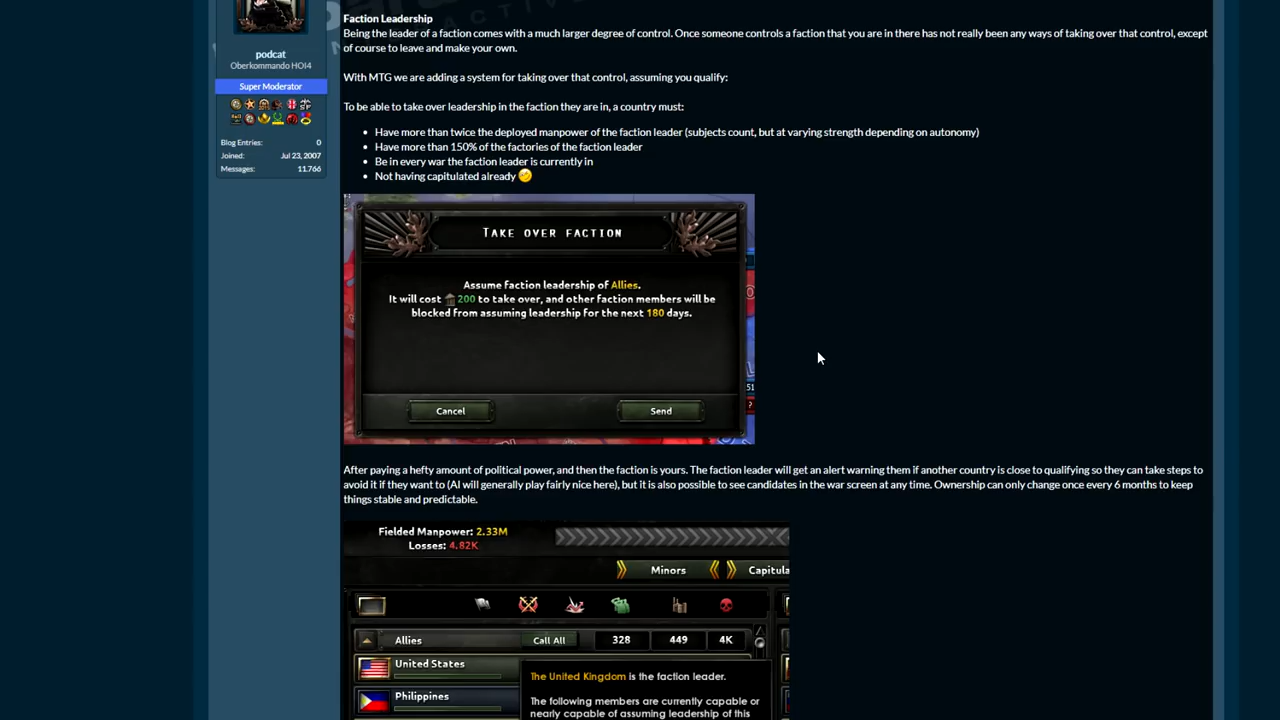 Faction Leadership
Being the leader of a faction comes with a much larger degree of control. Once someone controls a faction that you are in there has not really been any ways of taking over that control, except
of course to leave and make your own.
podcat
Oberkommando HOI4
Super Moderator
Blog Entries: 0
Joined: Jul 23, 2007
Messages: 11.766
With MTG we are adding a system for taking over that control, assuming you qualify:
To be able to take over leadership in the faction they are in, a country must:
Have more than twice the deployed manpower of the faction leader (subjects count, but at varying strength depending on autonomy)
Have more than 150% of the factories of the faction leader
Be in every war the faction leader is currently in
Not having capitulated already
TAKE OVER FACTION
Assume faction leadership of Allies.
It will cost 200 to take over, and other faction members will be
blocked from assuming leadership for the next 180 days.
Cancel
Send
After paying a hefty amount of political power, and then the faction is yours. The faction leader will get an alert warning them if another country is close to qualifying so they can take steps to
avoid it if they want to (AI will generally play fairly nice here), but it is also possible to see candidates in the war screen at any time. Ownership can only change once every 6 months to keep
things stable and predictable.
Fielded Manpower: 2.33M
Losses: 4.82K
Minors
Capitula
Allies
Call All
328
449
4K
United States
Philippines
The United Kingdom is the faction leader.
The following members are currently capable or
nearly capable of assuming leadership of this